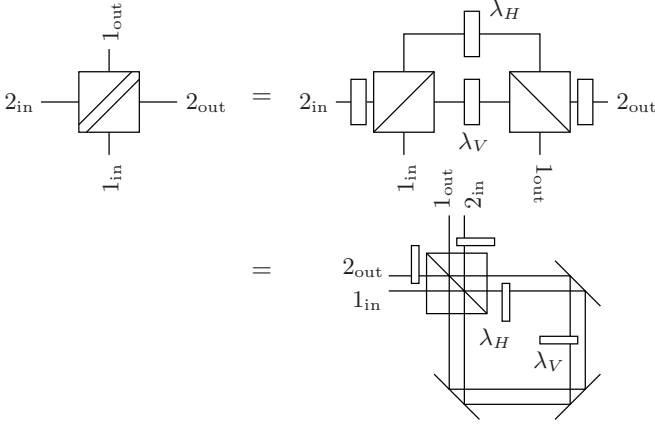 1out
λH
2in
2out
=
2in
2out
λV
1in
1in
1out
1out
2in
=
2out
1in
λH
λV